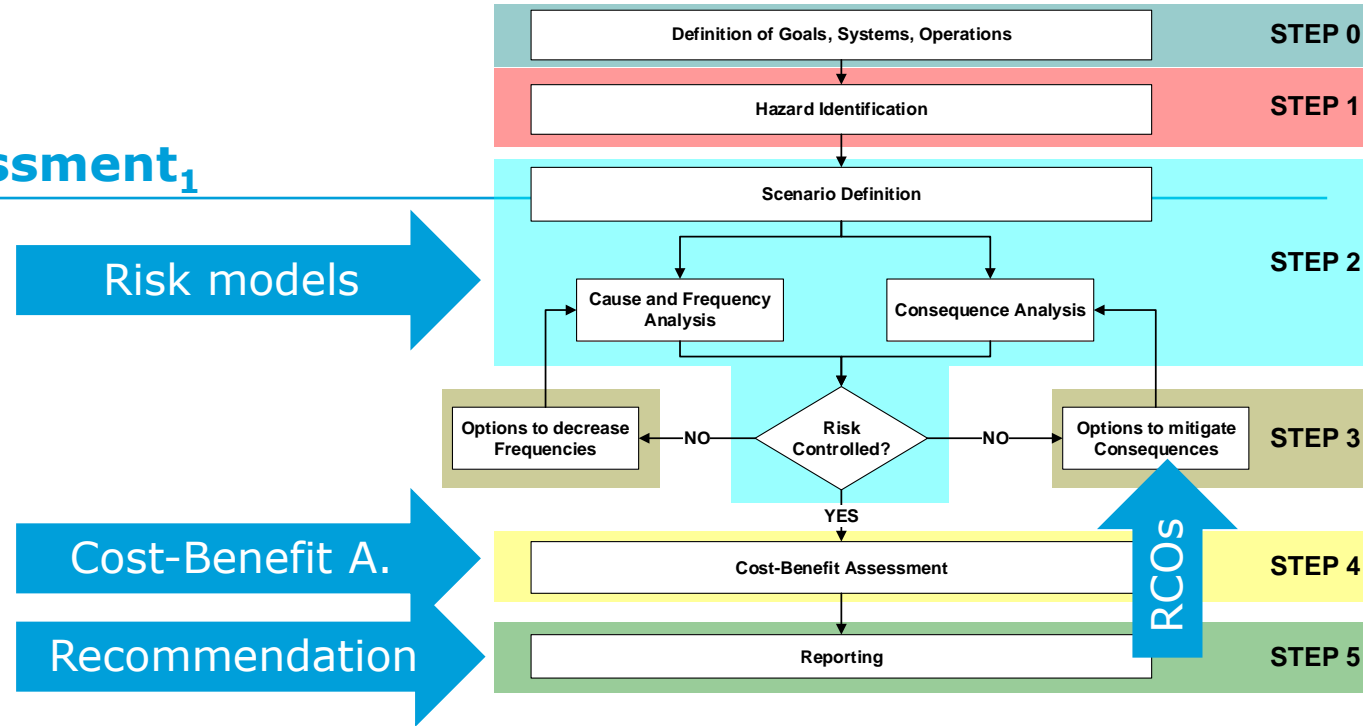 Definition of Goals, Systems, Operations
STEP 0
Hazard Identification
STEP 1
ssment₁
Scenario Definition
Risk models
STEP 2
Cause and Frequency
Analysis
Consequence Analysis
Options to decrease
Frequencies
NO
Risk
Controlled?
NO
Options to mitigate
Consequences
STEP 3
YES
RCOs
Cost-Benefit A.
Cost-Benefit Assessment
STEP 4
Recommendation
Reporting
STEP 5